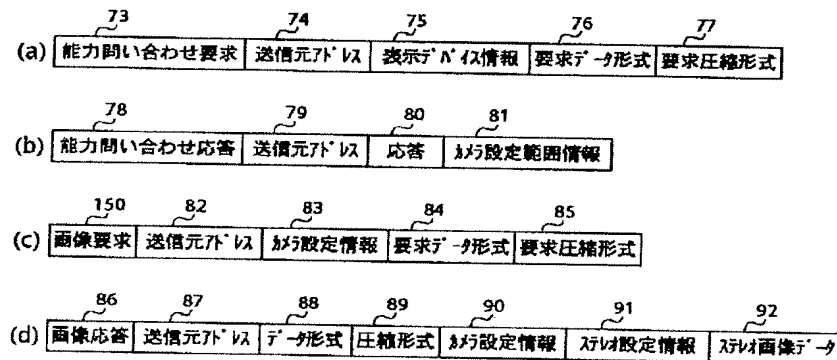 73 74 75 76 77
(a) 能力問い合わせ要求 送信元ｱﾄﾞﾚｽ 表示ﾃﾞﾊﾞｲｽ情報 要求ﾃﾞｰﾀ形式 要求圧縮形式
78 79 80 81
(b) 能力問い合わせ応答 送信元ｱﾄﾞﾚｽ 応答 ｶﾒﾗ設定範囲情報
150 82 83 84 85
(c) 画像要求 送信元ｱﾄﾞﾚｽ ｶﾒﾗ設定情報 要求ﾃﾞｰﾀ形式 要求圧縮形式
86 87 88 89 90 91 92
(d) 画像応答 送信元ｱﾄﾞﾚｽ ﾃﾞｰﾀ形式 圧縮形式 ｶﾒﾗ設定情報 ｽﾃﾚｵ設定情報 ｽﾃﾚｵ画像ﾃﾞｰﾀ